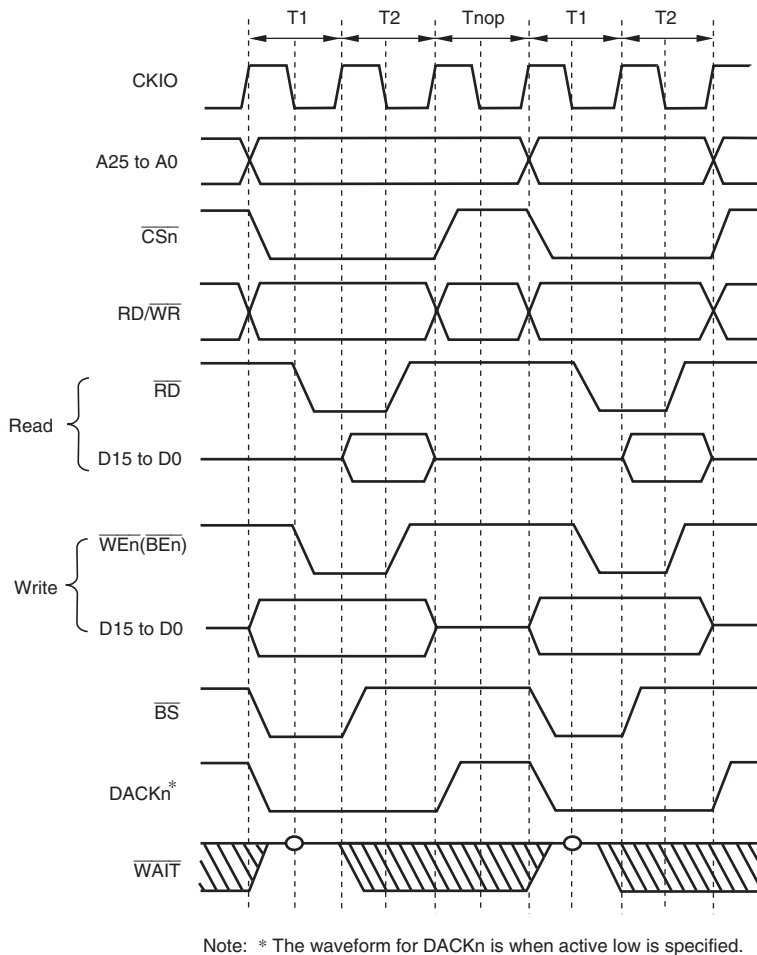 T1 T2 Tnop T1 T2
CKIO
A25 to A0
CSn
RD/WR
RD
Read
D15 to D0
WEn(BEn)
Write
D15 to D0
BS
DACKn*
WAIT
Note: * The waveform for DACKn is when active low is specified.